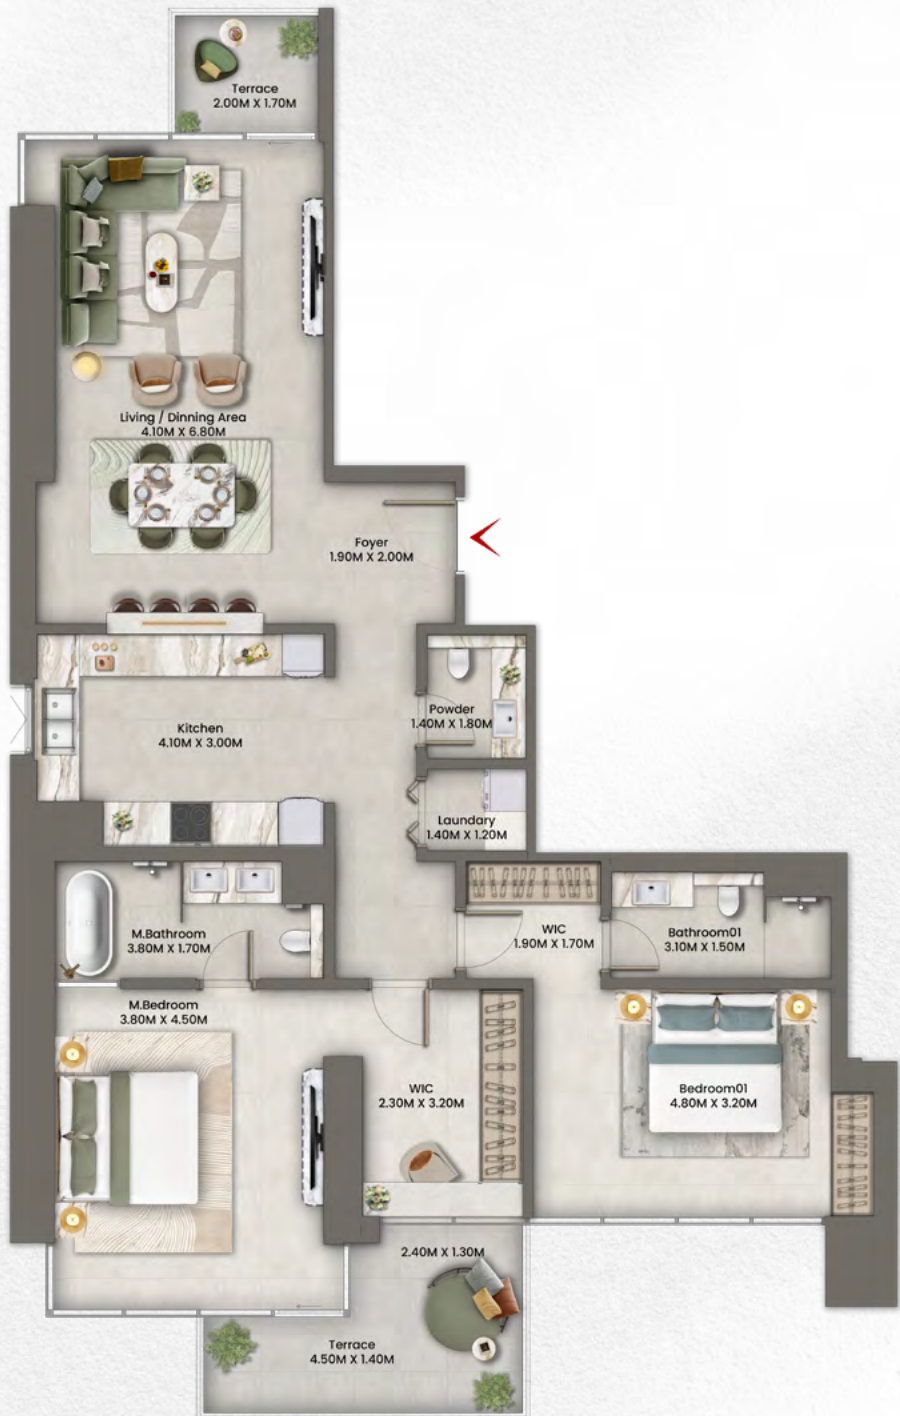 Terrace
2.00M X 1.70M
Living / Dinning Area
4.10M X 6.80M
Foyer
1.90M X 2.00M
Kitchen
4.10M X 3.00M
Powder
1.40M X 1.80M
Laundary
1.40M X 1.20M
M.Bathroom
3.80M X 1.70M
WIC
1.90M X 1.70M
Bathroom01
3.10M X 1.50M
M.Bedroom
3.80M X 4.50M
WIC
2.30M X 3.20M
Bedroom01
4.80M X 3.20M
2.40M X 1.30M
Terrace
4.50M X 1.40M